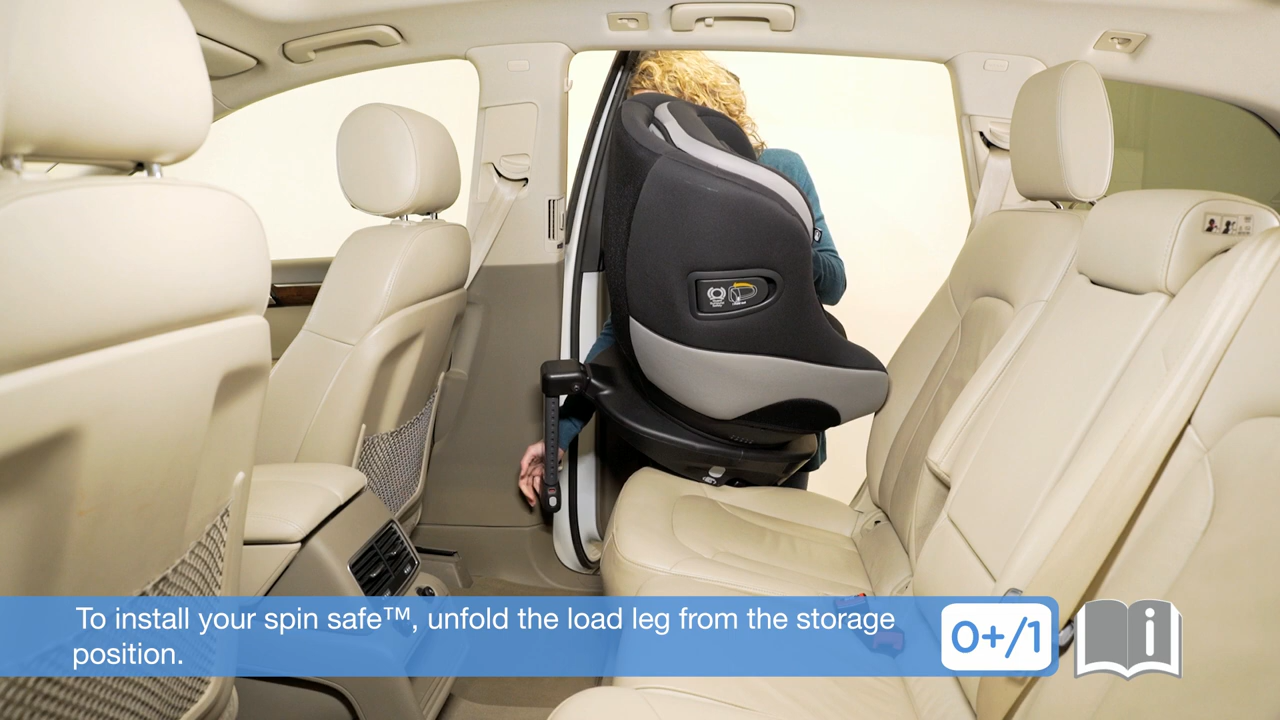 To install your spin safe™, unfold the load leg from the storage
position.
0+/1
i